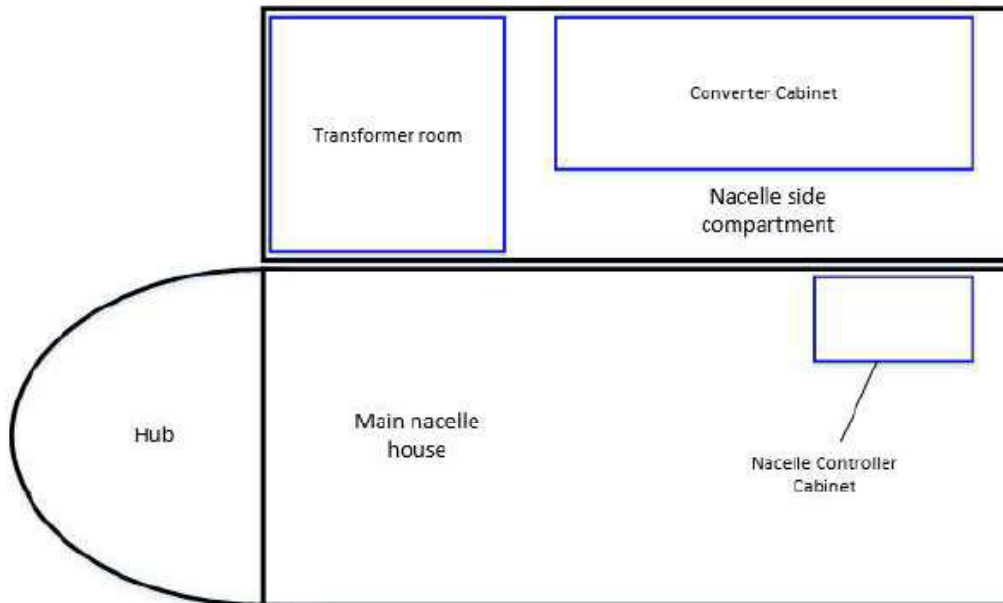 Converter Cabinet
Transformer room
Nacelle side
compartment
Hub
Main nacelle
house
Nacelle Controller
Cabinet